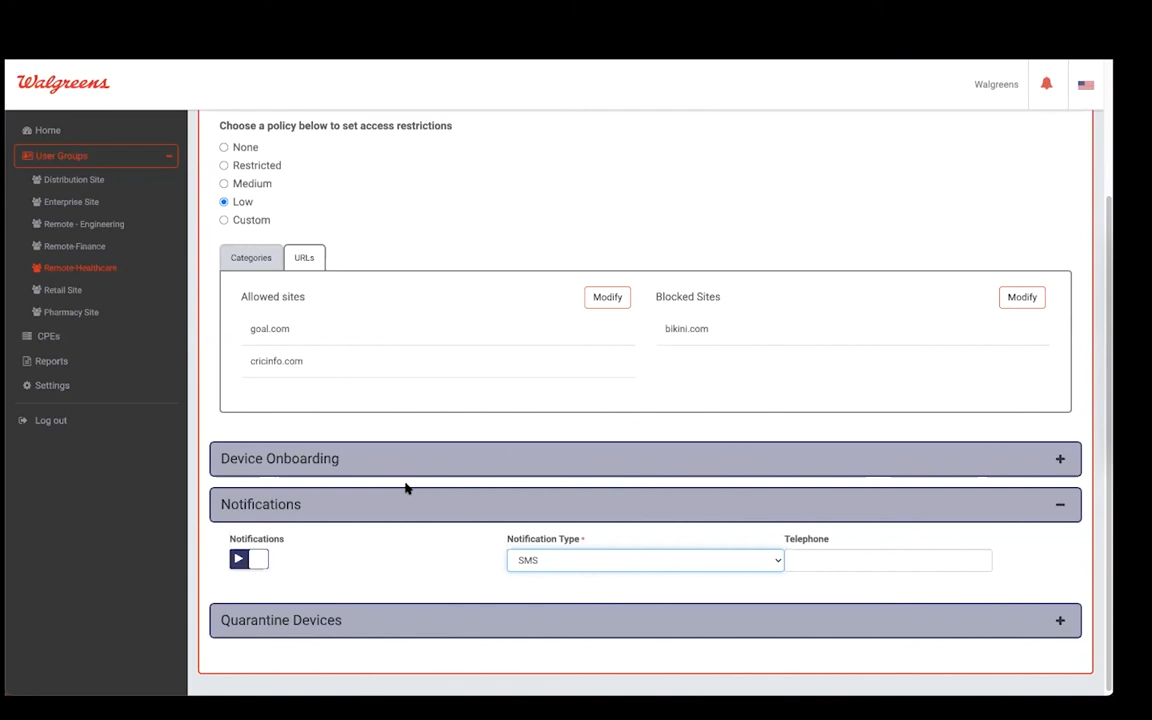 Walgreens
Walgreens
Home
User Groups
Distribution Site
Enterprise Site
Remote - Engineering
Remote-Finance
Remote-Healthcare
Retail Site
Pharmacy Site
CPEs
Reports
Settings
Log out
Choose a policy below to set access restrictions
None
Restricted
Medium
Low
Custom
Categories URLs
Allowed sites Modify Blocked Sites Modify
goal.com bikini.com
cricinfo.com
Device Onboarding +
Notifications −
Notifications Notification Type * Telephone
SMS
Quarantine Devices +